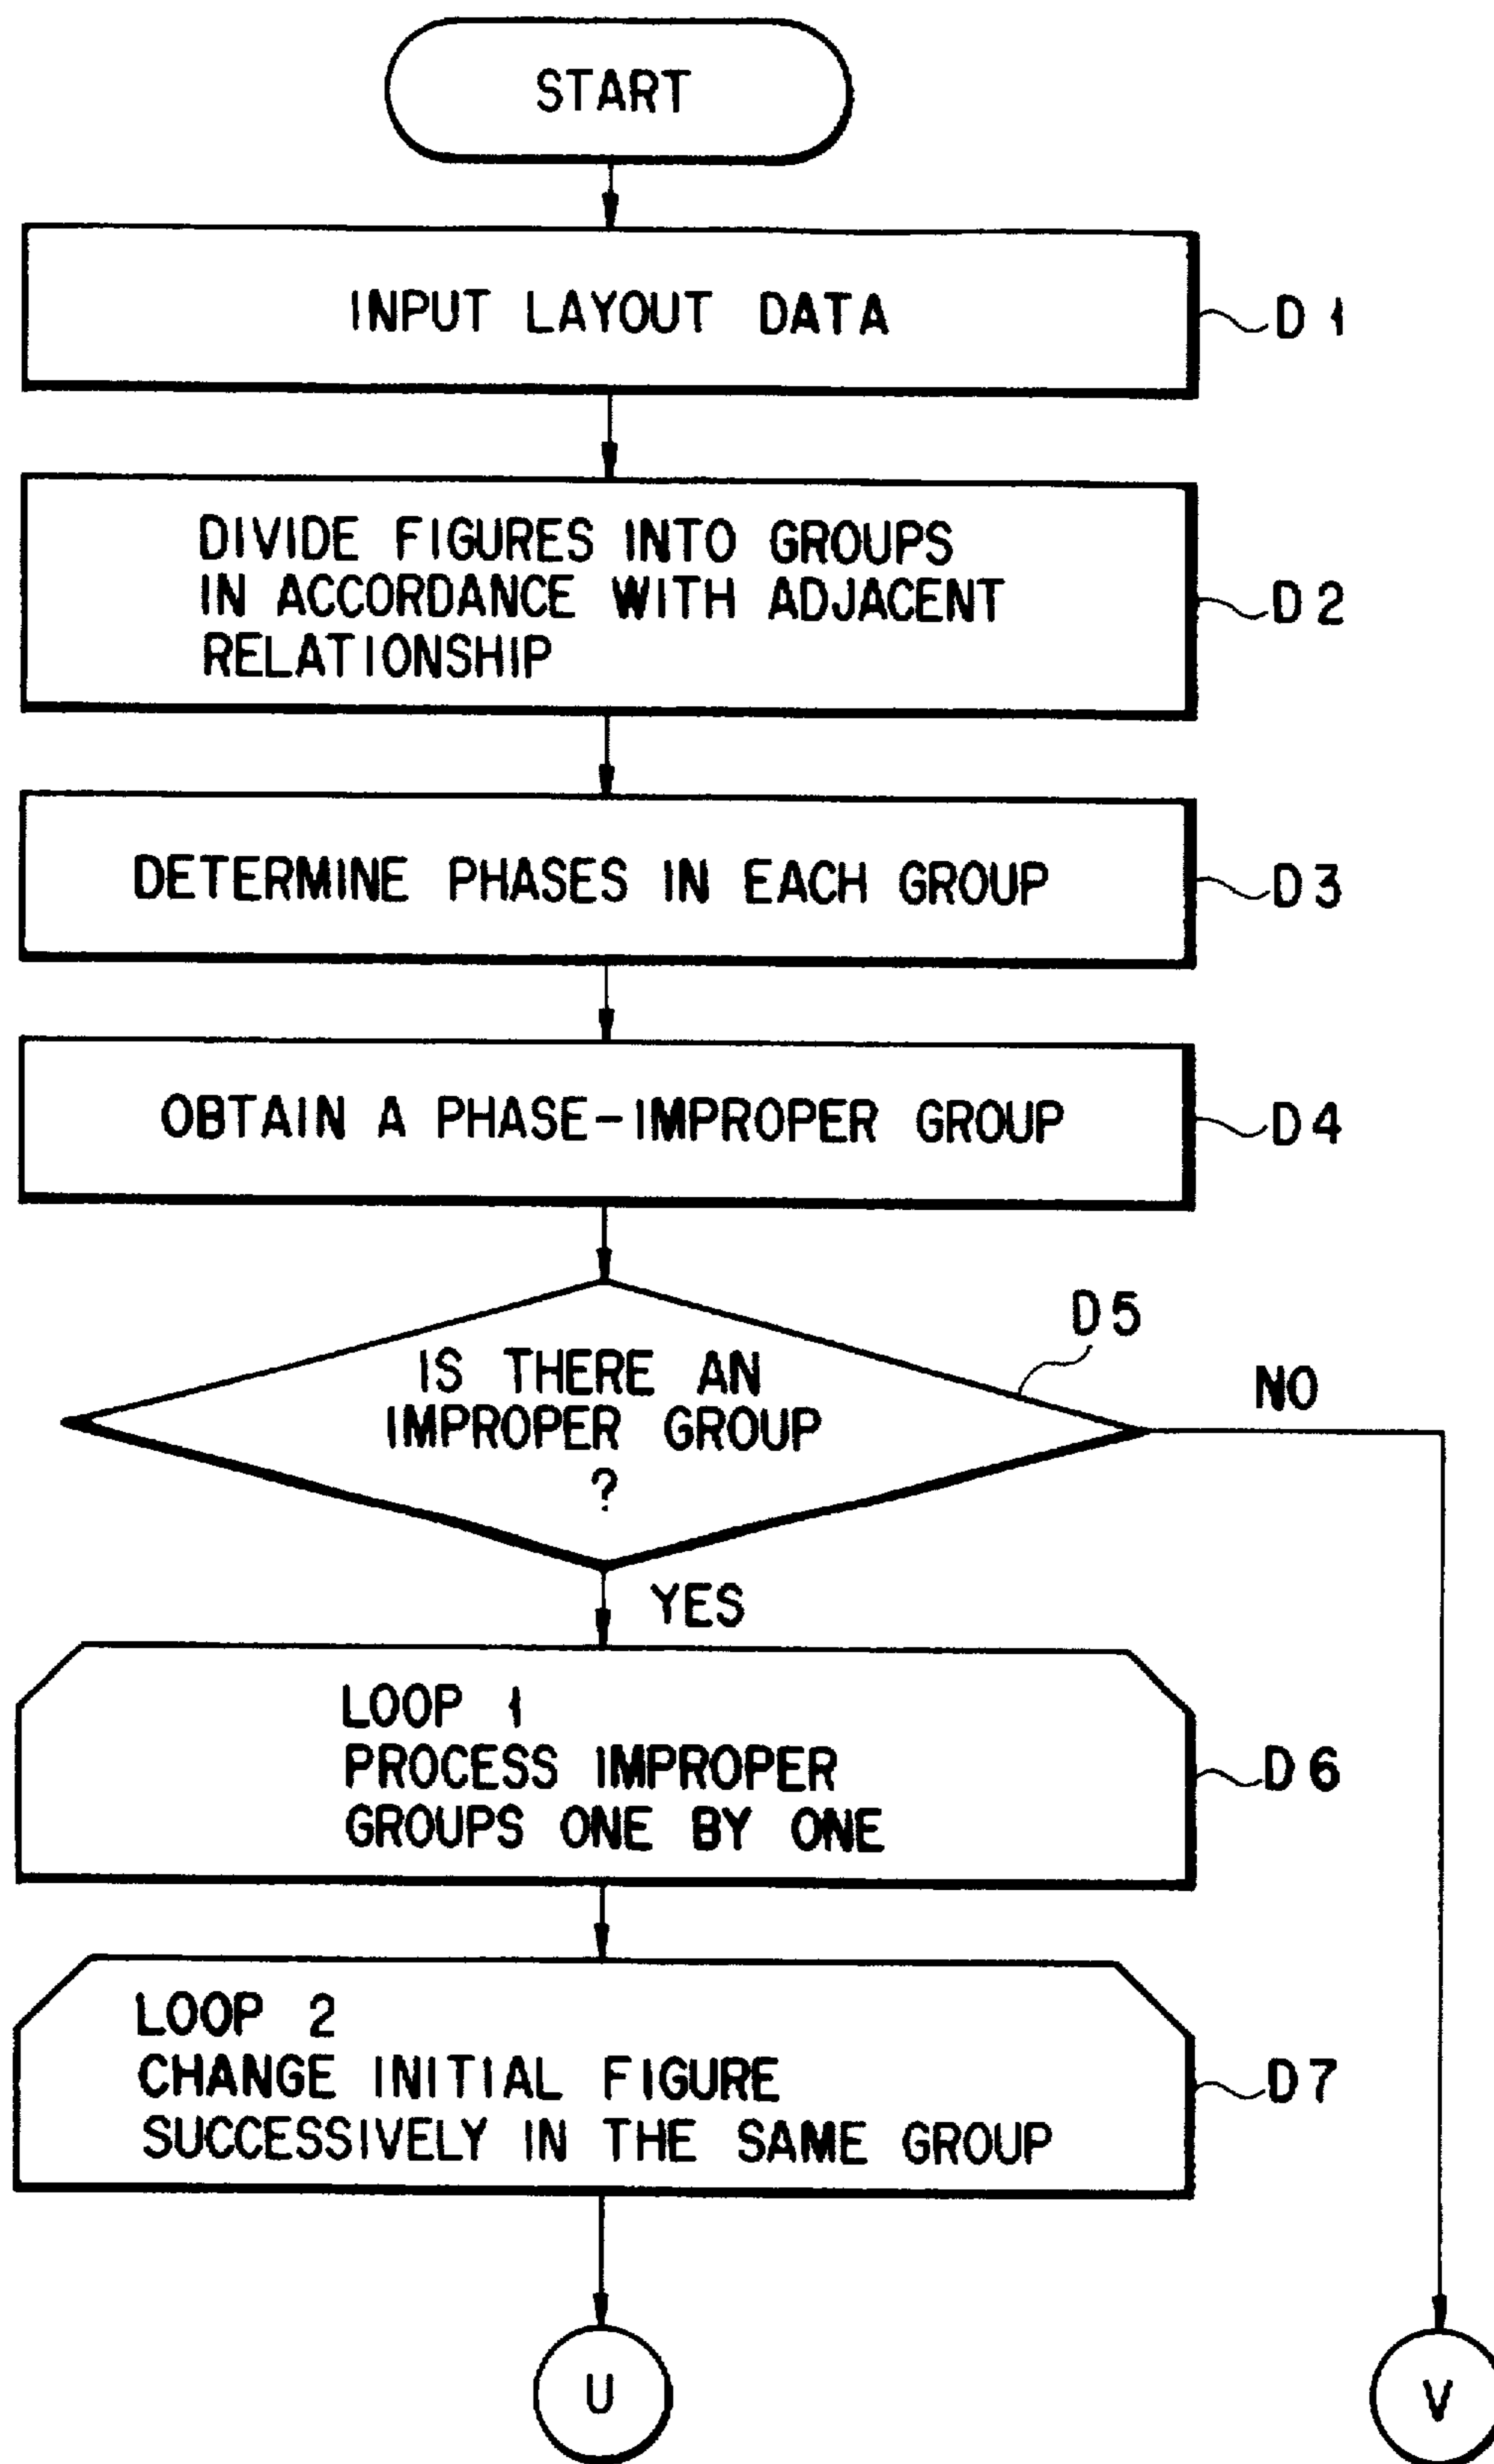 START
INPUT LAYOUT DATA
D1
DIVIDE FIGURES INTO GROUPS
IN ACCORDANCE WITH ADJACENT
RELATIONSHIP
D2
DETERMINE PHASES IN EACH GROUP
D3
OBTAIN A PHASE-IMPROPER GROUP
D4
D5
IS THERE AN
IMPROPER GROUP
?
NO
YES
LOOP 1
PROCESS IMPROPER
GROUPS ONE BY ONE
D6
LOOP 2
CHANGE INITIAL FIGURE
SUCCESSIVELY IN THE SAME GROUP
D7
U
V